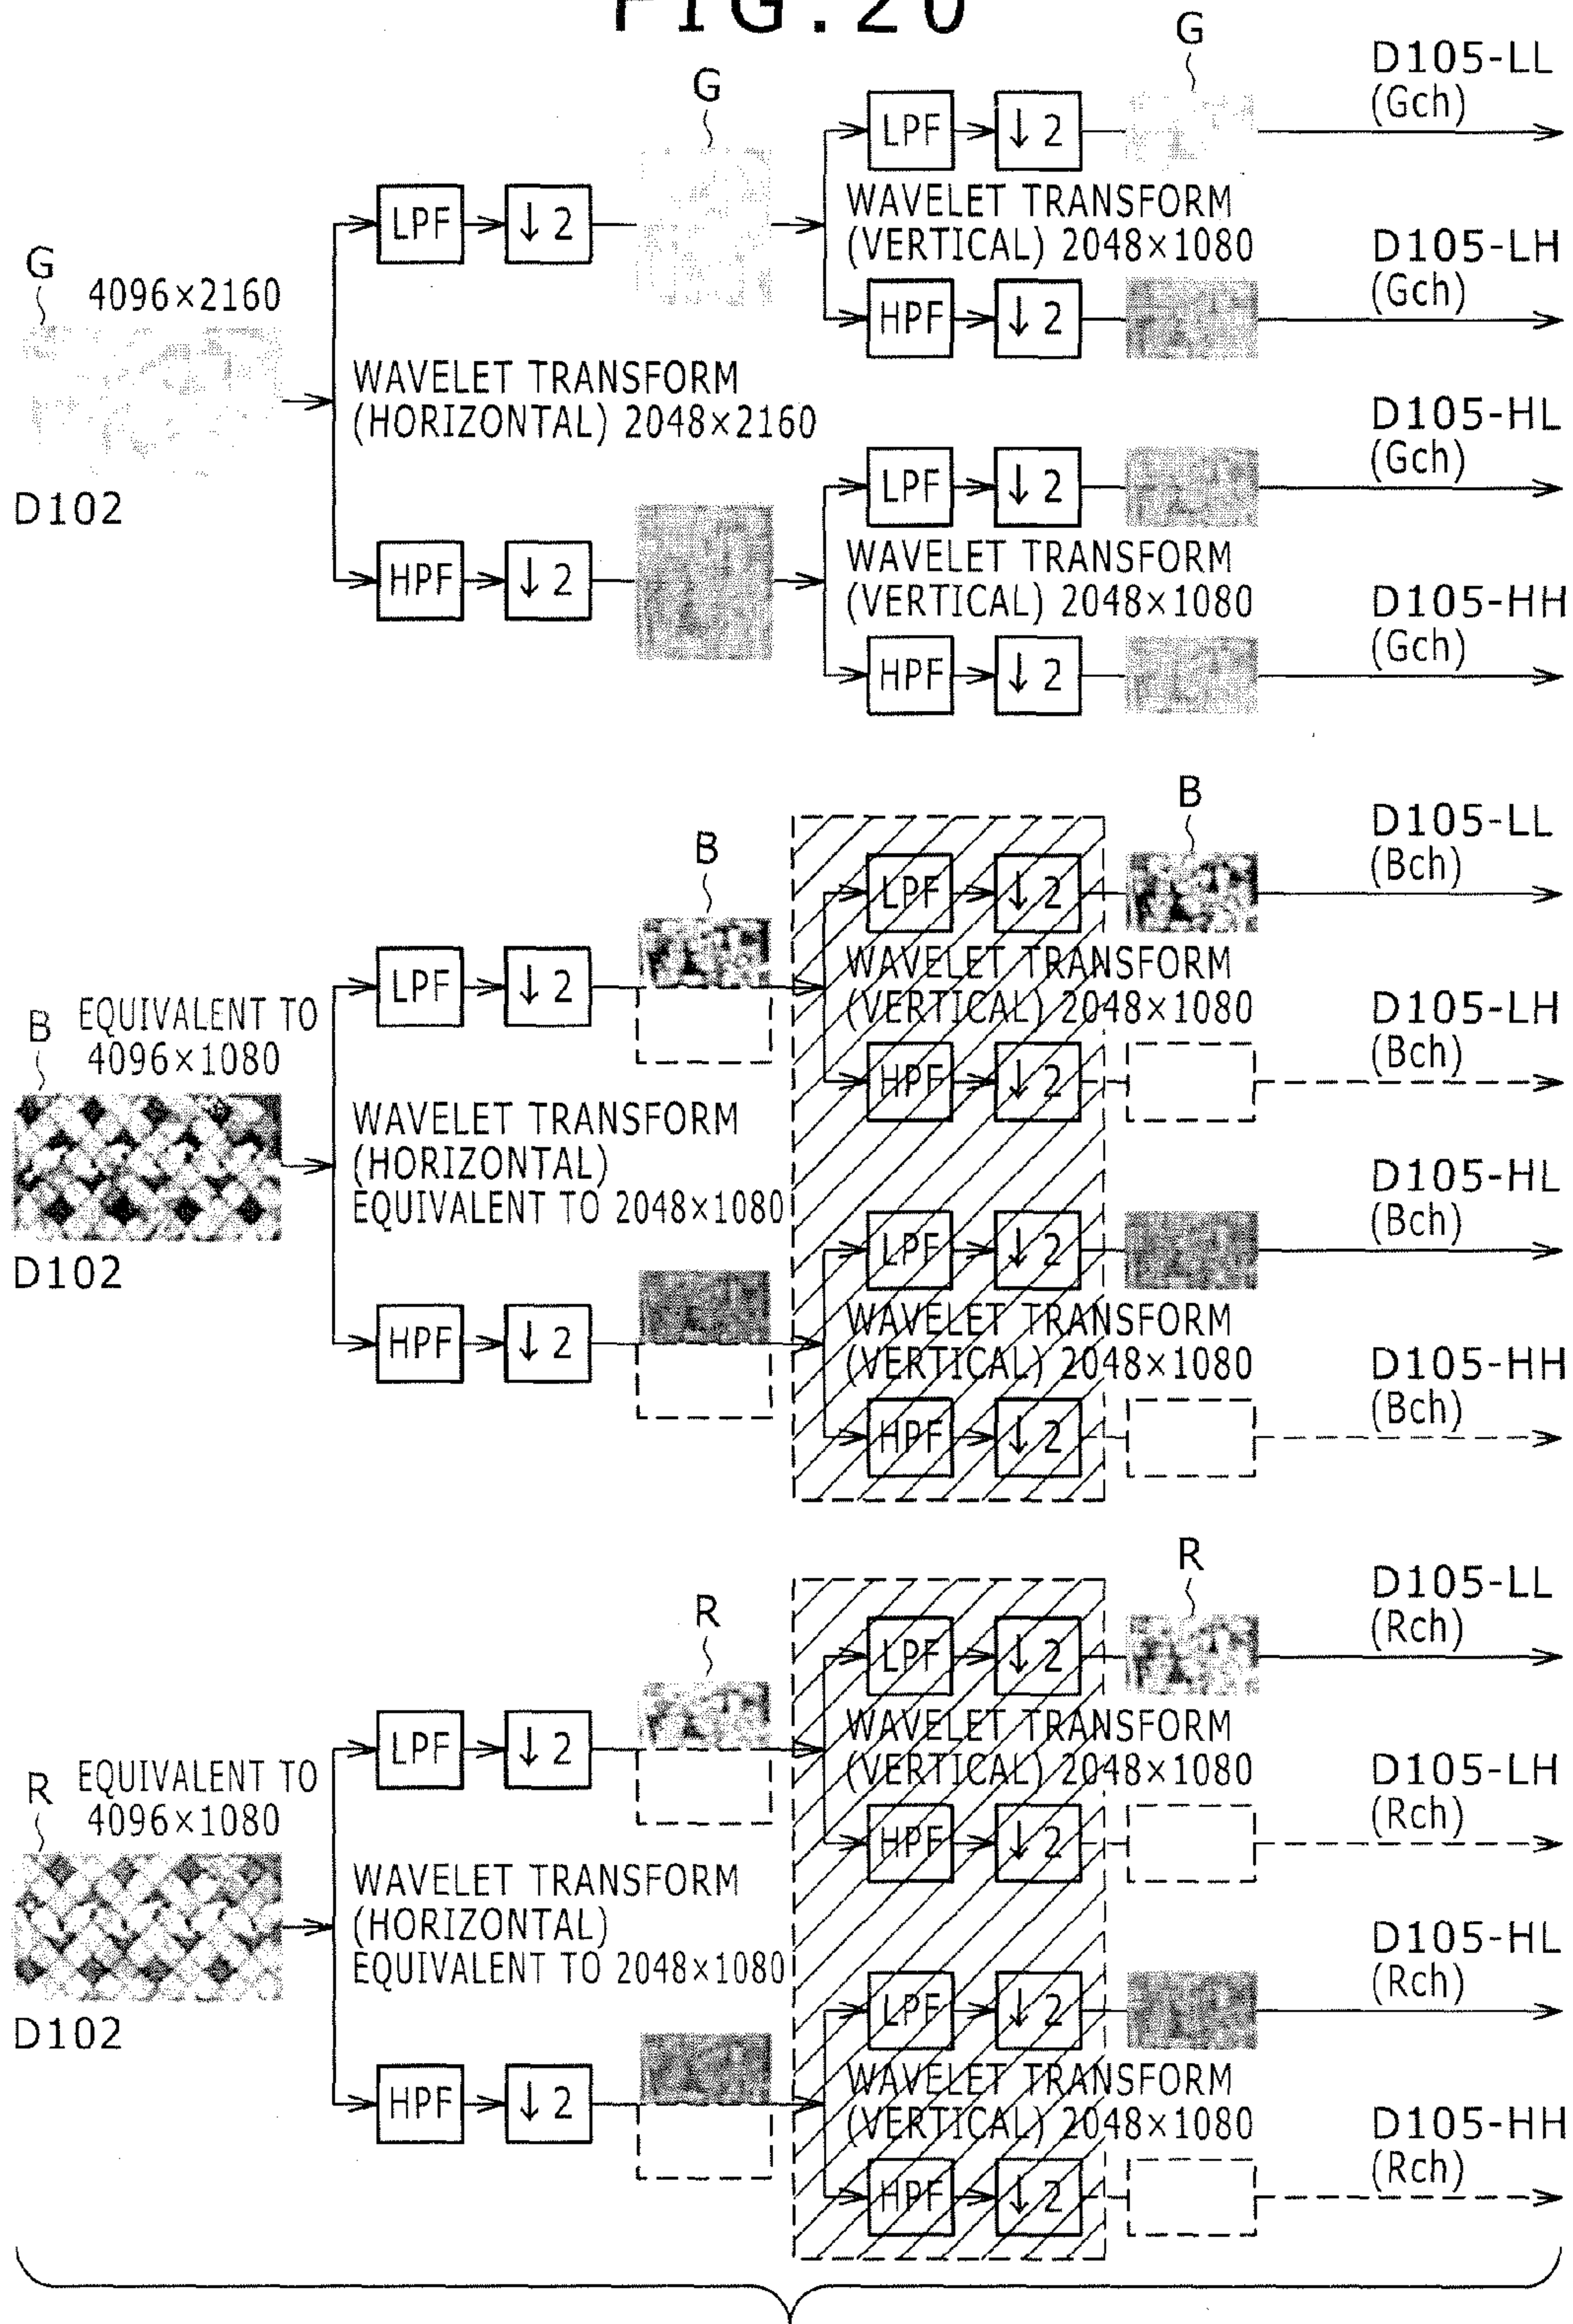 FIG.20
G
D105-LL
(Gch)
G
LPF
↓2
LPF
↓2
WAVELET TRANSFORM
(VERTICAL) 2048×1080
D105-LH
(Gch)
G
4096×2160
HPF
↓2
WAVELET TRANSFORM
(HORIZONTAL) 2048×2160
D105-HL
(Gch)
LPF
↓2
D102
HPF
↓2
WAVELET TRANSFORM
(VERTICAL) 2048×1080
D105-HH
(Gch)
HPF
↓2
B
D105-LL
(Bch)
B
LPF
↓2
LPF
↓2
WAVELET TRANSFORM
(VERTICAL) 2048×1080
D105-LH
(Bch)
B
EQUIVALENT TO
4096×1080
HPF
↓2
WAVELET TRANSFORM
(HORIZONTAL)
EQUIVALENT TO 2048×1080
D105-HL
(Bch)
LPF
↓2
D102
HPF
↓2
WAVELET TRANSFORM
(VERTICAL) 2048×1080
D105-HH
(Bch)
HPF
↓2
R
D105-LL
(Rch)
R
LPF
↓2
LPF
↓2
WAVELET TRANSFORM
(VERTICAL) 2048×1080
D105-LH
(Rch)
R
EQUIVALENT TO
4096×1080
HPF
↓2
WAVELET TRANSFORM
(HORIZONTAL)
EQUIVALENT TO 2048×1080
D105-HL
(Rch)
LPF
↓2
D102
HPF
↓2
WAVELET TRANSFORM
(VERTICAL) 2048×1080
D105-HH
(Rch)
HPF
↓2